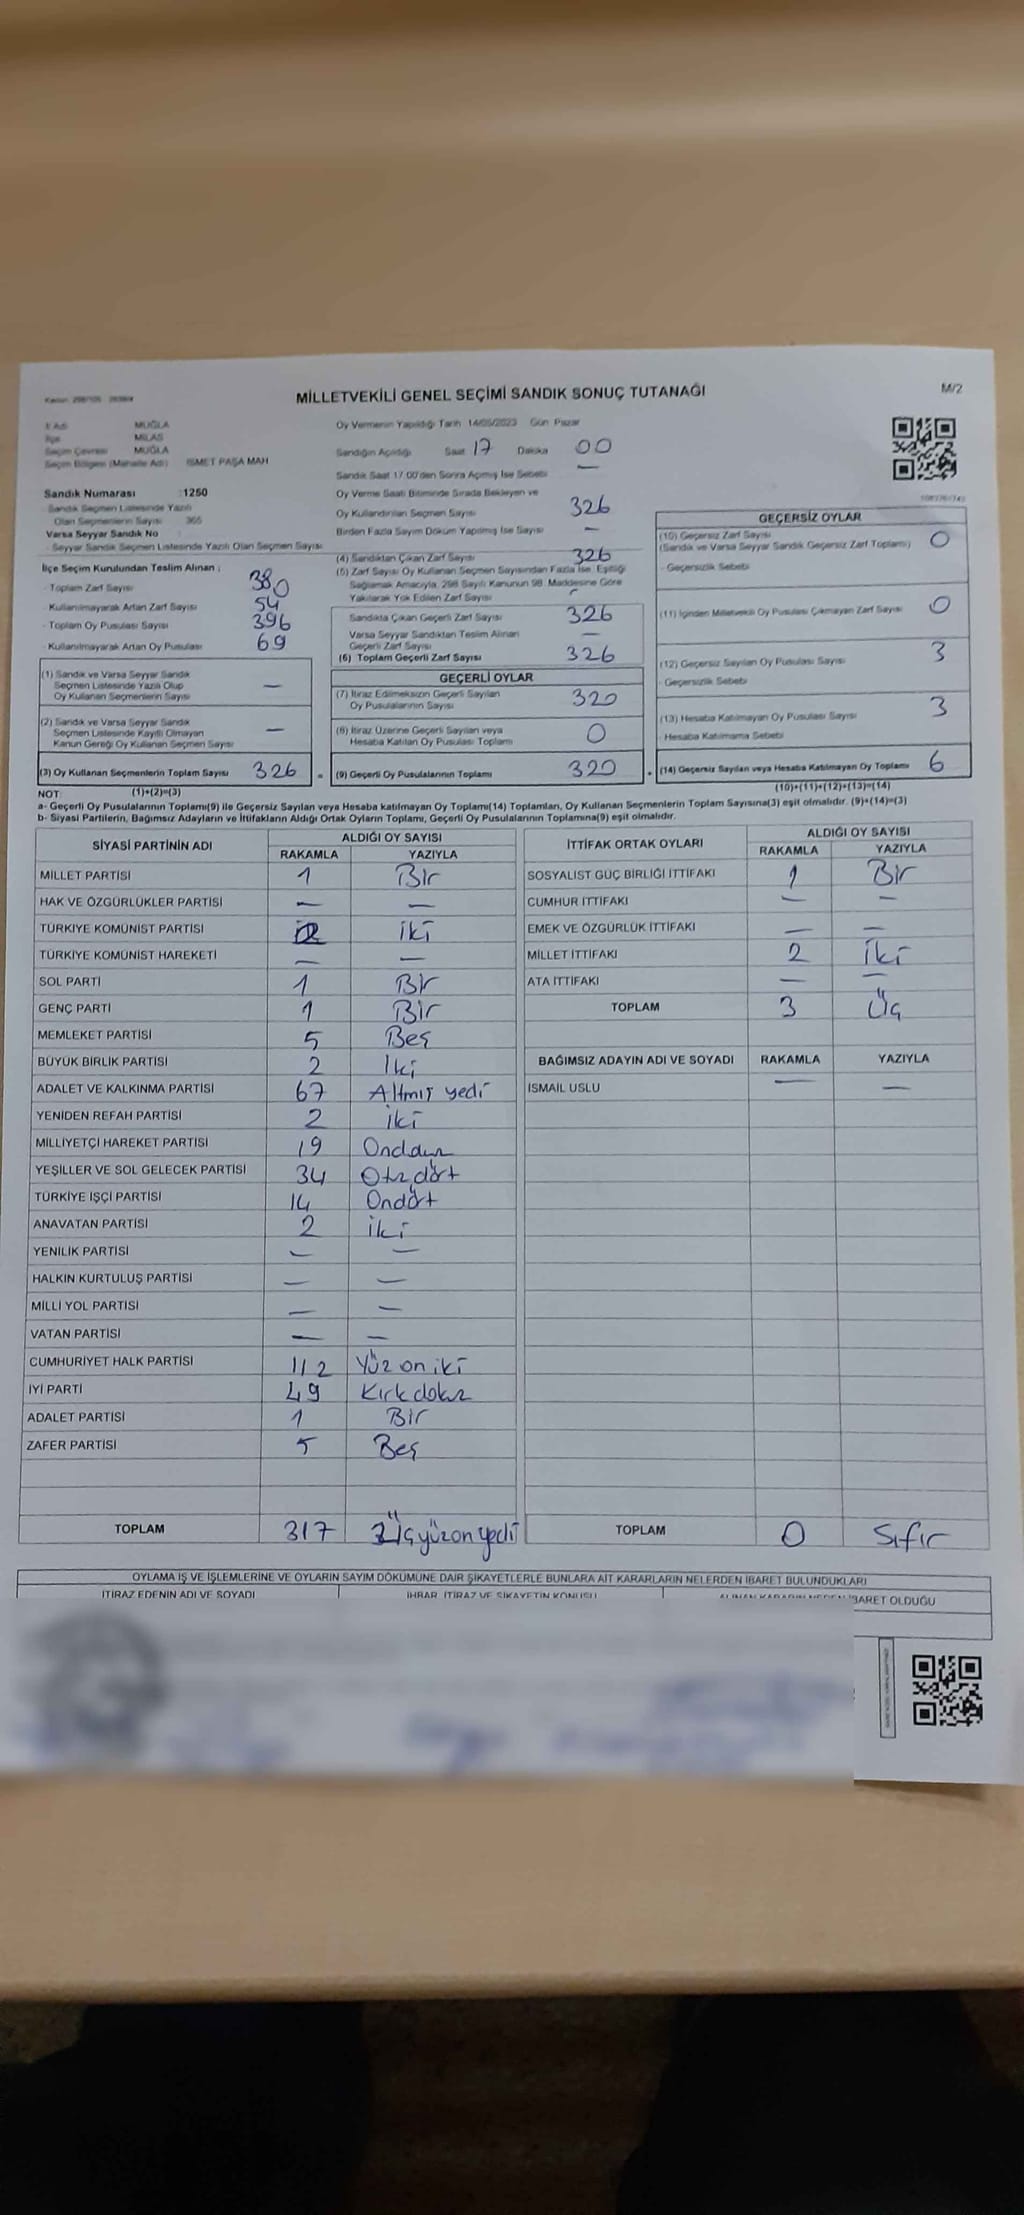 MİLLETVEKİLİ GENEL SEÇİMİ SANDIK SONUÇ TUTANAĞI
M/2
İl Adı MUĞLA
İlçe MİLAS
Seçim Çevresi MUĞLA
Seçim Bölgesi (Mahalle Adı) İSMET PAŞA MAH
Sandık Numarası :1250
Sandık Seçmen Listesinde Yazılı
Olan Seçmenlerin Sayısı 365
Varsa Seyyar Sandık No
Seyyar Sandık Seçmen Listesinde Yazılı Olan Seçmen Sayısı
İlçe Seçim Kurulundan Teslim Alınan :
- Toplam Zarf Sayısı 380
- Kullanılmayarak Artan Zarf Sayısı 54
- Toplam Oy Pusulası Sayısı 396
- Kullanılmayarak Artan Oy Pusulası 69
(1) Sandık ve Varsa Seyyar Sandık
Seçmen Listesinde Yazılı Olup
Oy Kullanan Seçmenlerin Sayısı —
(2) Sandık ve Varsa Seyyar Sandık
Seçmen Listesinde Kayıtlı Olmayan
Kanun Gereği Oy Kullanan Seçmen Sayısı —
(3) Oy Kullanan Seçmenlerin Toplam Sayısı 326
(1)+(2)=(3)
Oy Vermenin Yapıldığı Tarih 14/05/2023 Gün Pazar
Sandığın Açıldığı Saat 17 Dakika 00
Sandık Saat 17:00'den Sonra Açılmış İse Sebebi —
Oy Verme Saati Bitiminde Sırada Bekleyen ve
Oy Kullandırılan Seçmen Sayısı 326
Birden Fazla Sayım Döküm Yapılmış İse Sayısı —
(4) Sandıktan Çıkan Zarf Sayısı 326
(5) Zarf Sayısı Oy Kullanan Seçmen Sayısından Fazla İse, Eşitliği
Sağlamak Amacıyla, 298 Sayılı Kanunun 98. Maddesine Göre
Yakılarak Yok Edilen Zarf Sayısı
Sandıkta Çıkan Geçerli Zarf Sayısı 326
Varsa Seyyar Sandıktan Teslim Alınan
Geçerli Zarf Sayısı —
(6) Toplam Geçerli Zarf Sayısı 326
GEÇERLİ OYLAR
(7) İtiraz Edilmeksizin Geçerli Sayılan
Oy Pusulalarının Sayısı 320
(8) İtiraz Üzerine Geçerli Sayılan veya
Hesaba Katılan Oy Pusulası Toplamı 0
(9) Geçerli Oy Pusulalarının Toplamı 320
GEÇERSİZ OYLAR
(10) Geçersiz Zarf Sayısı
(Sandık ve Varsa Seyyar Sandık Geçersiz Zarf Toplamı) 0
- Geçersizlik Sebebi
(11) İçinden Milletvekili Oy Pusulası Çıkmayan Zarf Sayısı 0
(12) Geçersiz Sayılan Oy Pusulası Sayısı 3
- Geçersizlik Sebebi
(13) Hesaba Katılmayan Oy Pusulası Sayısı 3
- Hesaba Katılmama Sebebi
(14) Geçersiz Sayılan veya Hesaba Katılmayan Oy Toplamı 6
(10)+(11)+(12)+(13)=(14)
NOT:
a- Geçerli Oy Pusulalarının Toplamı(9) ile Geçersiz Sayılan veya Hesaba katılmayan Oy Toplamı(14) Toplamları, Oy Kullanan Seçmenlerin Toplam Sayısına(3) eşit olmalıdır. (9)+(14)=(3)
b- Siyasi Partilerin, Bağımsız Adayların ve İttifakların Aldığı Ortak Oyların Toplamı, Geçerli Oy Pusulalarının Toplamına(9) eşit olmalıdır.
SİYASİ PARTİNİN ADI ALDIĞI OY SAYISI
RAKAMLA YAZIYLA
MİLLET PARTİSİ 1 Bir
HAK VE ÖZGÜRLÜKLER PARTİSİ — —
TÜRKİYE KOMÜNİST PARTİSİ 2 iki
TÜRKİYE KOMÜNİST HAREKETİ — —
SOL PARTİ 1 Bir
GENÇ PARTİ 1 Bir
MEMLEKET PARTİSİ 5 Beş
BÜYÜK BİRLİK PARTİSİ 2 İki
ADALET VE KALKINMA PARTİSİ 67 Altmış yedi
YENİDEN REFAH PARTİSİ 2 iki
MİLLİYETÇİ HAREKET PARTİSİ 19 Ondokuz
YEŞİLLER VE SOL GELECEK PARTİSİ 34 Otuzdört
TÜRKİYE İŞÇİ PARTİSİ 14 Ondört
ANAVATAN PARTİSİ 2 iki
YENİLİK PARTİSİ — —
HALKIN KURTULUŞ PARTİSİ — —
MİLLİ YOL PARTİSİ — —
VATAN PARTİSİ — —
CUMHURİYET HALK PARTİSİ 112 Yüz on iki
İYİ PARTİ 49 Kırkdokuz
ADALET PARTİSİ 1 Bir
ZAFER PARTİSİ 5 Beş
TOPLAM 317 Üçyüzonyedi
İTTİFAK ORTAK OYLARI ALDIĞI OY SAYISI
RAKAMLA YAZIYLA
SOSYALİST GÜÇ BİRLİĞİ İTTİFAKI 1 Bir
CUMHUR İTTİFAKI — —
EMEK VE ÖZGÜRLÜK İTTİFAKI — —
MİLLET İTTİFAKI 2 İki
ATA İTTİFAKI — —
TOPLAM 3 Üç
BAĞIMSIZ ADAYIN ADI VE SOYADI RAKAMLA YAZIYLA
İSMAİL USLU — —
TOPLAM 0 Sıfır
OYLAMA İŞ VE İŞLEMLERİNE VE OYLARIN SAYIM DÖKÜMÜNE DAİR ŞİKAYETLERLE BUNLARA AİT KARARLARIN NELERDEN İBARET BULUNDUKLARI
İTİRAZ EDENİN ADI VE SOYADI İHBAR, İTİRAZ VE ŞİKAYETİN KONUSU ALINAN KARARIN NEDEN İBARET OLDUĞU